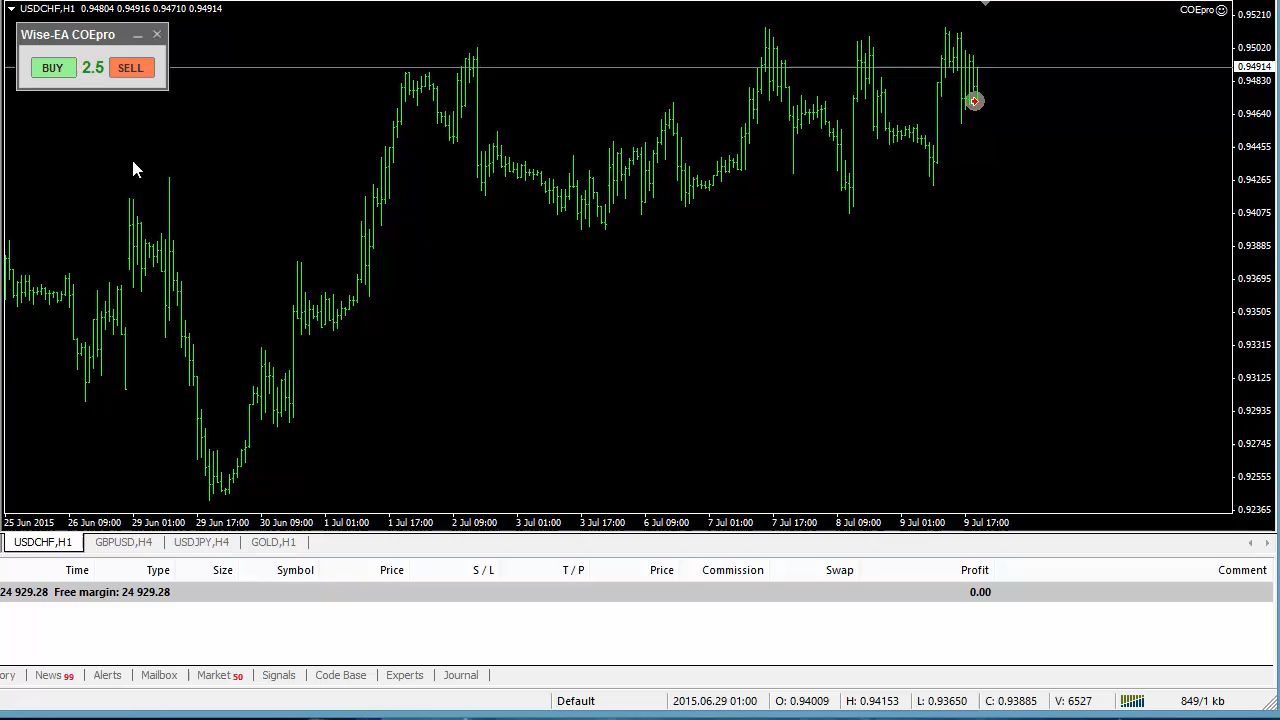 USDCHF,H1 0.94804 0.94916 0.94710 0.94914
COEpro
Wise-EA COEpro
BUY 2.5 SELL
0.95210
0.95020
0.94914
0.94830
0.94640
0.94455
0.94265
0.94075
0.93885
0.93695
0.93505
0.93315
0.93125
0.92935
0.92745
0.92555
0.92365
25 Jun 2015 26 Jun 09:00 29 Jun 01:00 29 Jun 17:00 30 Jun 09:00 1 Jul 01:00 1 Jul 17:00 2 Jul 09:00 3 Jul 01:00 3 Jul 17:00 6 Jul 09:00 7 Jul 01:00 7 Jul 17:00 8 Jul 09:00 9 Jul 01:00 9 Jul 17:00
USDCHF,H1 GBPUSD,H4 USDJPY,H4 GOLD,H1
Time Type Size Symbol Price S / L T / P Price Commission Swap Profit Comment
24 929.28 Free margin: 24 929.28 0.00
ory News 99 Alerts Mailbox Market 50 Signals Code Base Experts Journal
Default 2015.06.29 01:00 O: 0.94009 H: 0.94153 L: 0.93650 C: 0.93885 V: 6527 849/1 kb